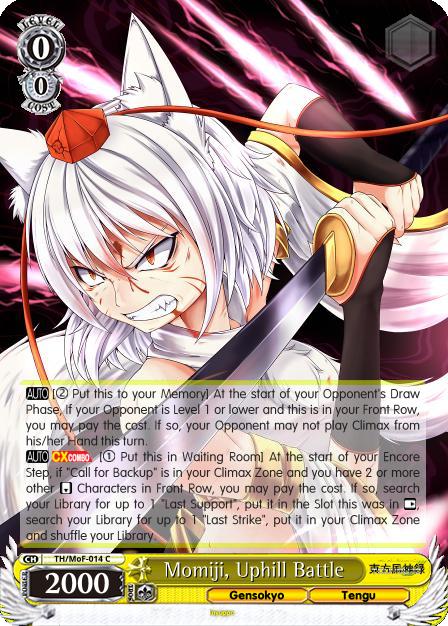 LEVEL
0
0
COST
AUTO [② Put this to your Memory] At the start of your Opponent's Draw
Phase, if your Opponent is Level 1 or lower and this is in your Front Row,
you may pay the cost. If so, your Opponent may not play Climax from
his/her Hand this turn.
AUTO CXCOMBO [① Put this in Waiting Room] At the start of your Encore
Step, if "Call for Backup" is in your Climax Zone and you have 2 or more
other Characters in Front Row, you may pay the cost. If so, search
your Library for up to 1 "Last Support", put it in the Slot this was in
search your Library for up to 1 "Last Strike", put it in your Climax Zone
and shuffle your Library.
CH TH/MoF-014 C
POWER 2000 SOUL
Momiji, Uphill Battle
Gensokyo Tengu